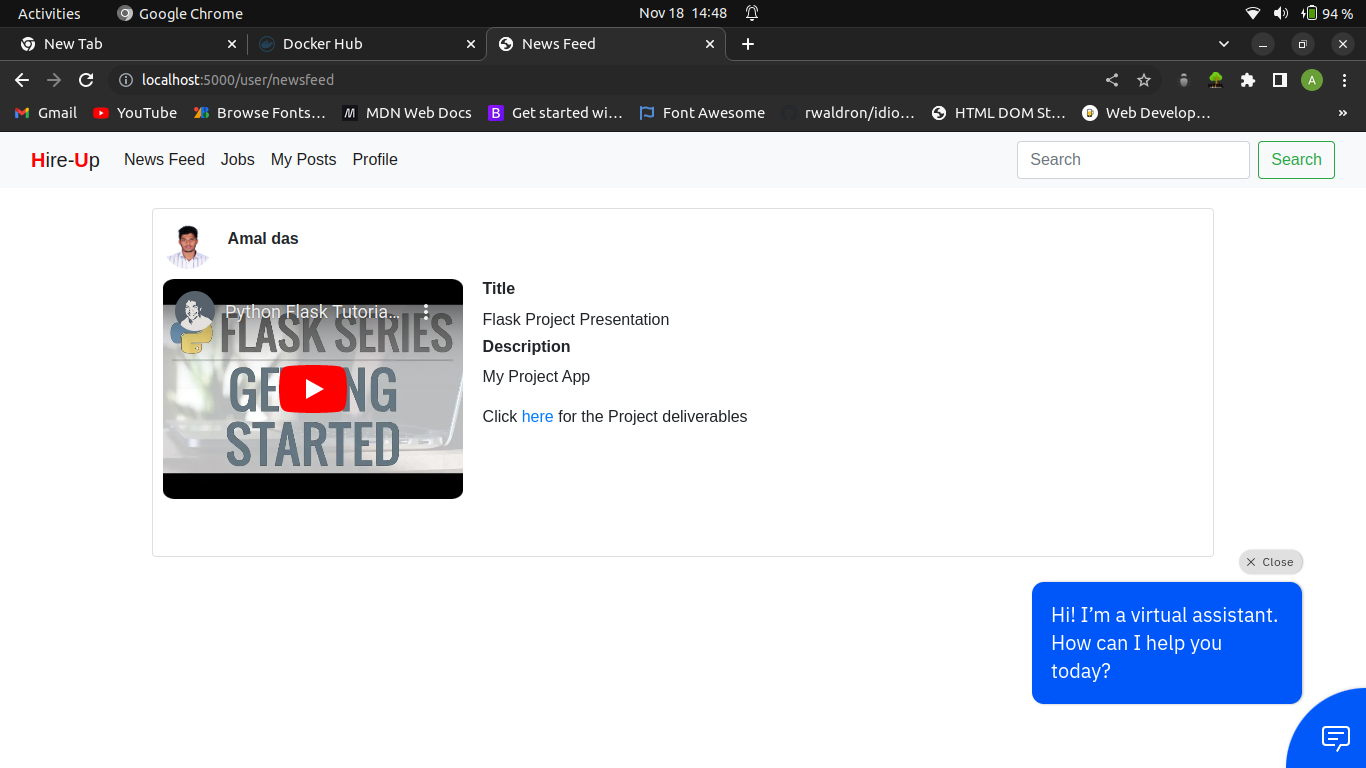 Activities
Google Chrome
Nov 18 14:48
94 %
New Tab
Docker Hub
News Feed
localhost:5000/user/newsfeed
A
Gmail
YouTube
Browse Fonts…
MDN Web Docs
Get started wi…
Font Awesome
rwaldron/idio…
HTML DOM St…
Web Develop…
»
Hire-Up
News Feed
Jobs
My Posts
Profile
Search
Search
Amal das
Python Flask Tutoria…
FLASK SERIES
STARTED
Title
Flask Project Presentation
Description
My Project App
Click here for the Project deliverables
Close
Hi! I’m a virtual assistant.
How can I help you
today?